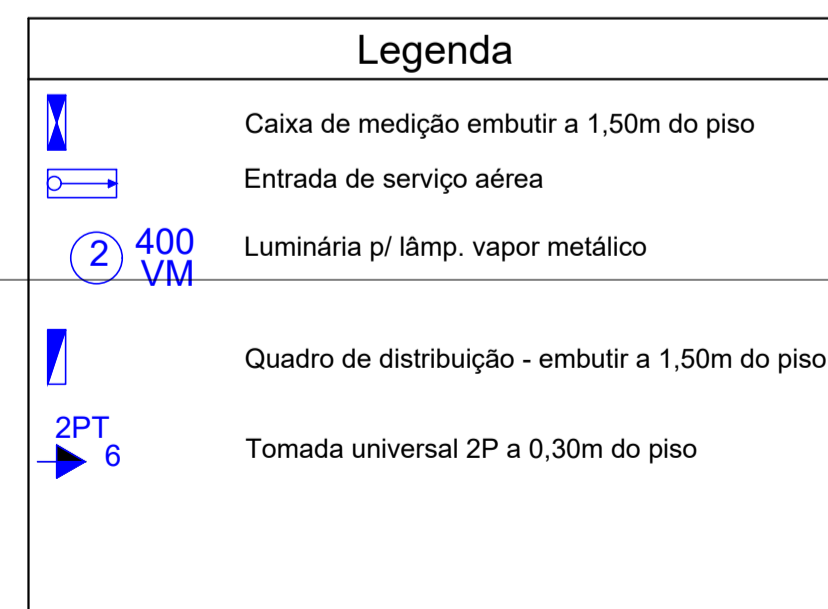 Legenda
Caixa de medição embutir a 1,50m do piso
Entrada de serviço aérea
2 400 VM Luminária p/ lâmp. vapor metálico
Quadro de distribuição - embutir a 1,50m do piso
2PT
6 Tomada universal 2P a 0,30m do piso